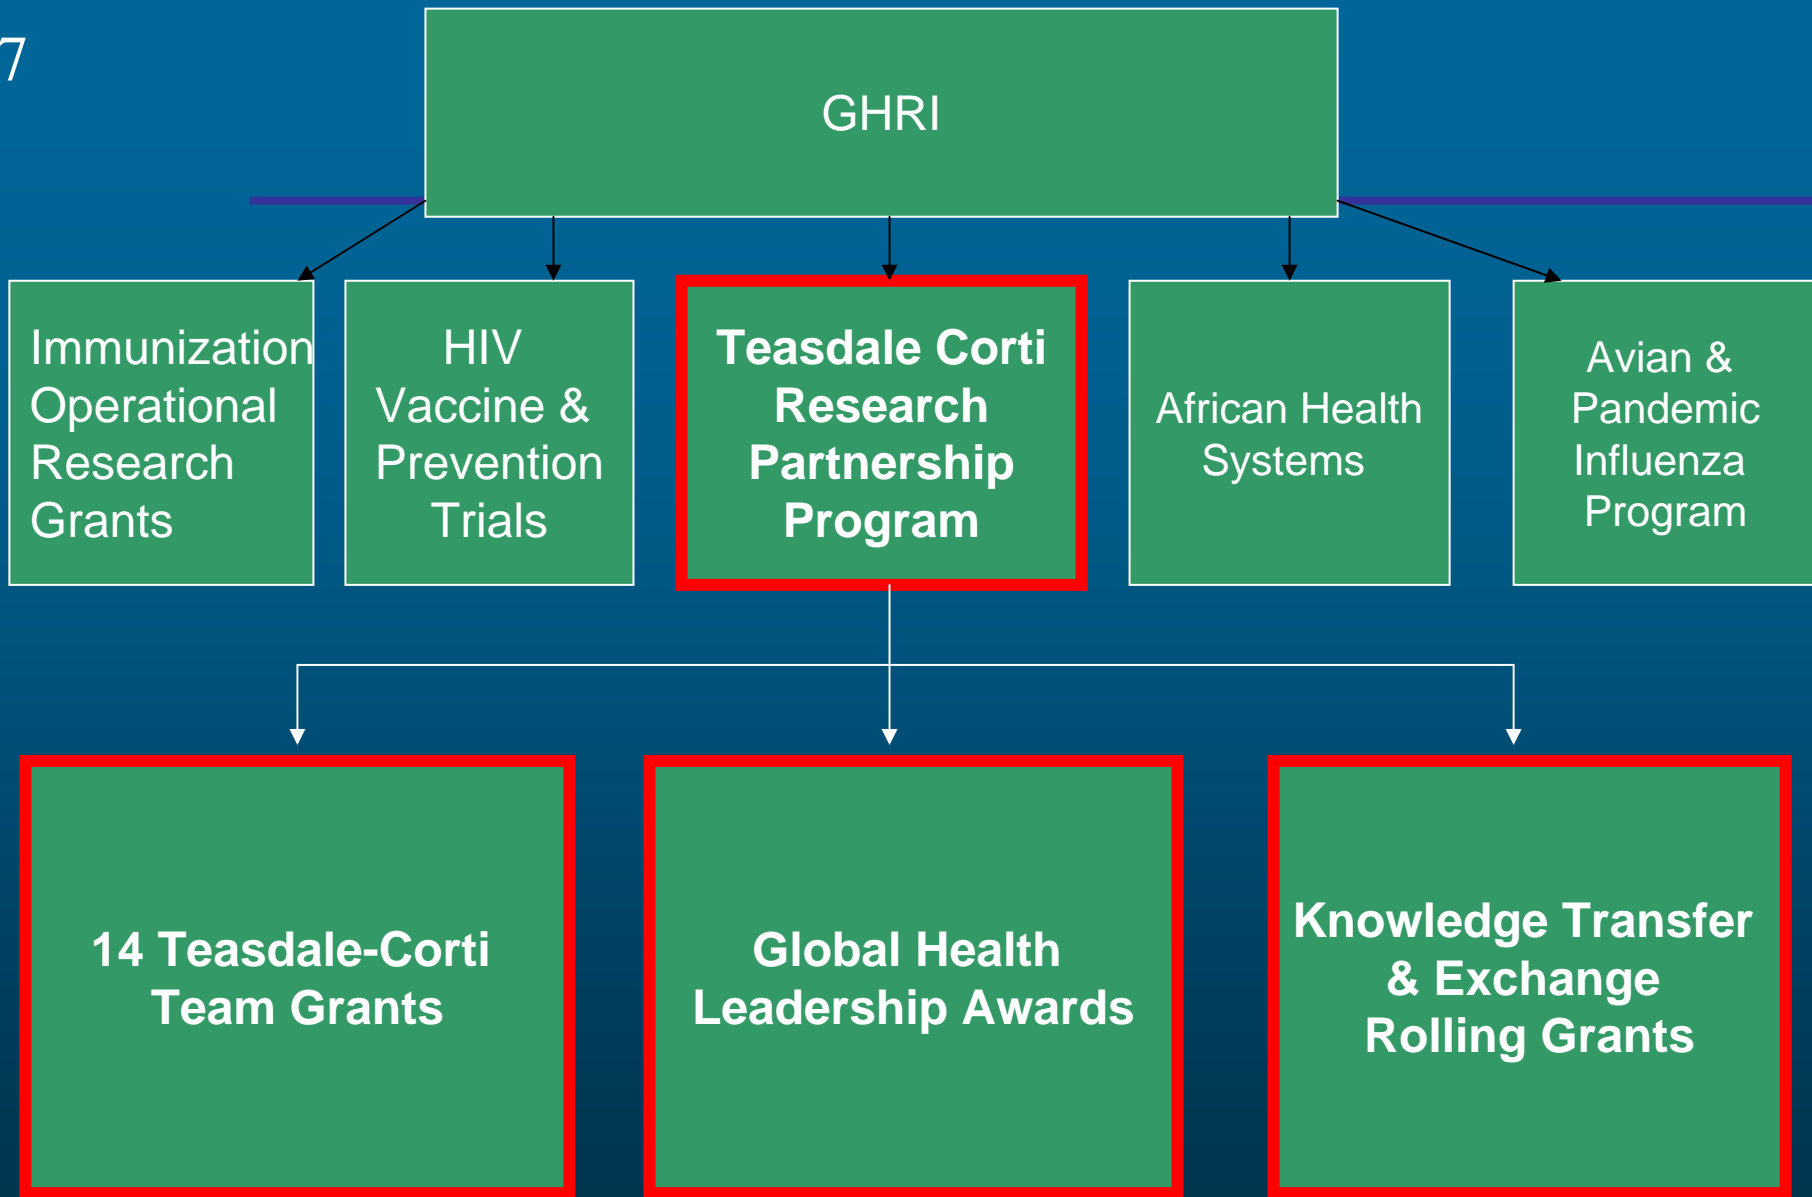 7
GHRI
Immunization
Operational
Research
Grants
HIV
Vaccine &
Prevention
Trials
Teasdale Corti
Research
Partnership
Program
African Health
Systems
Avian &
Pandemic
Influenza
Program
14 Teasdale-Corti
Team Grants
Global Health
Leadership Awards
Knowledge Transfer
& Exchange
Rolling Grants